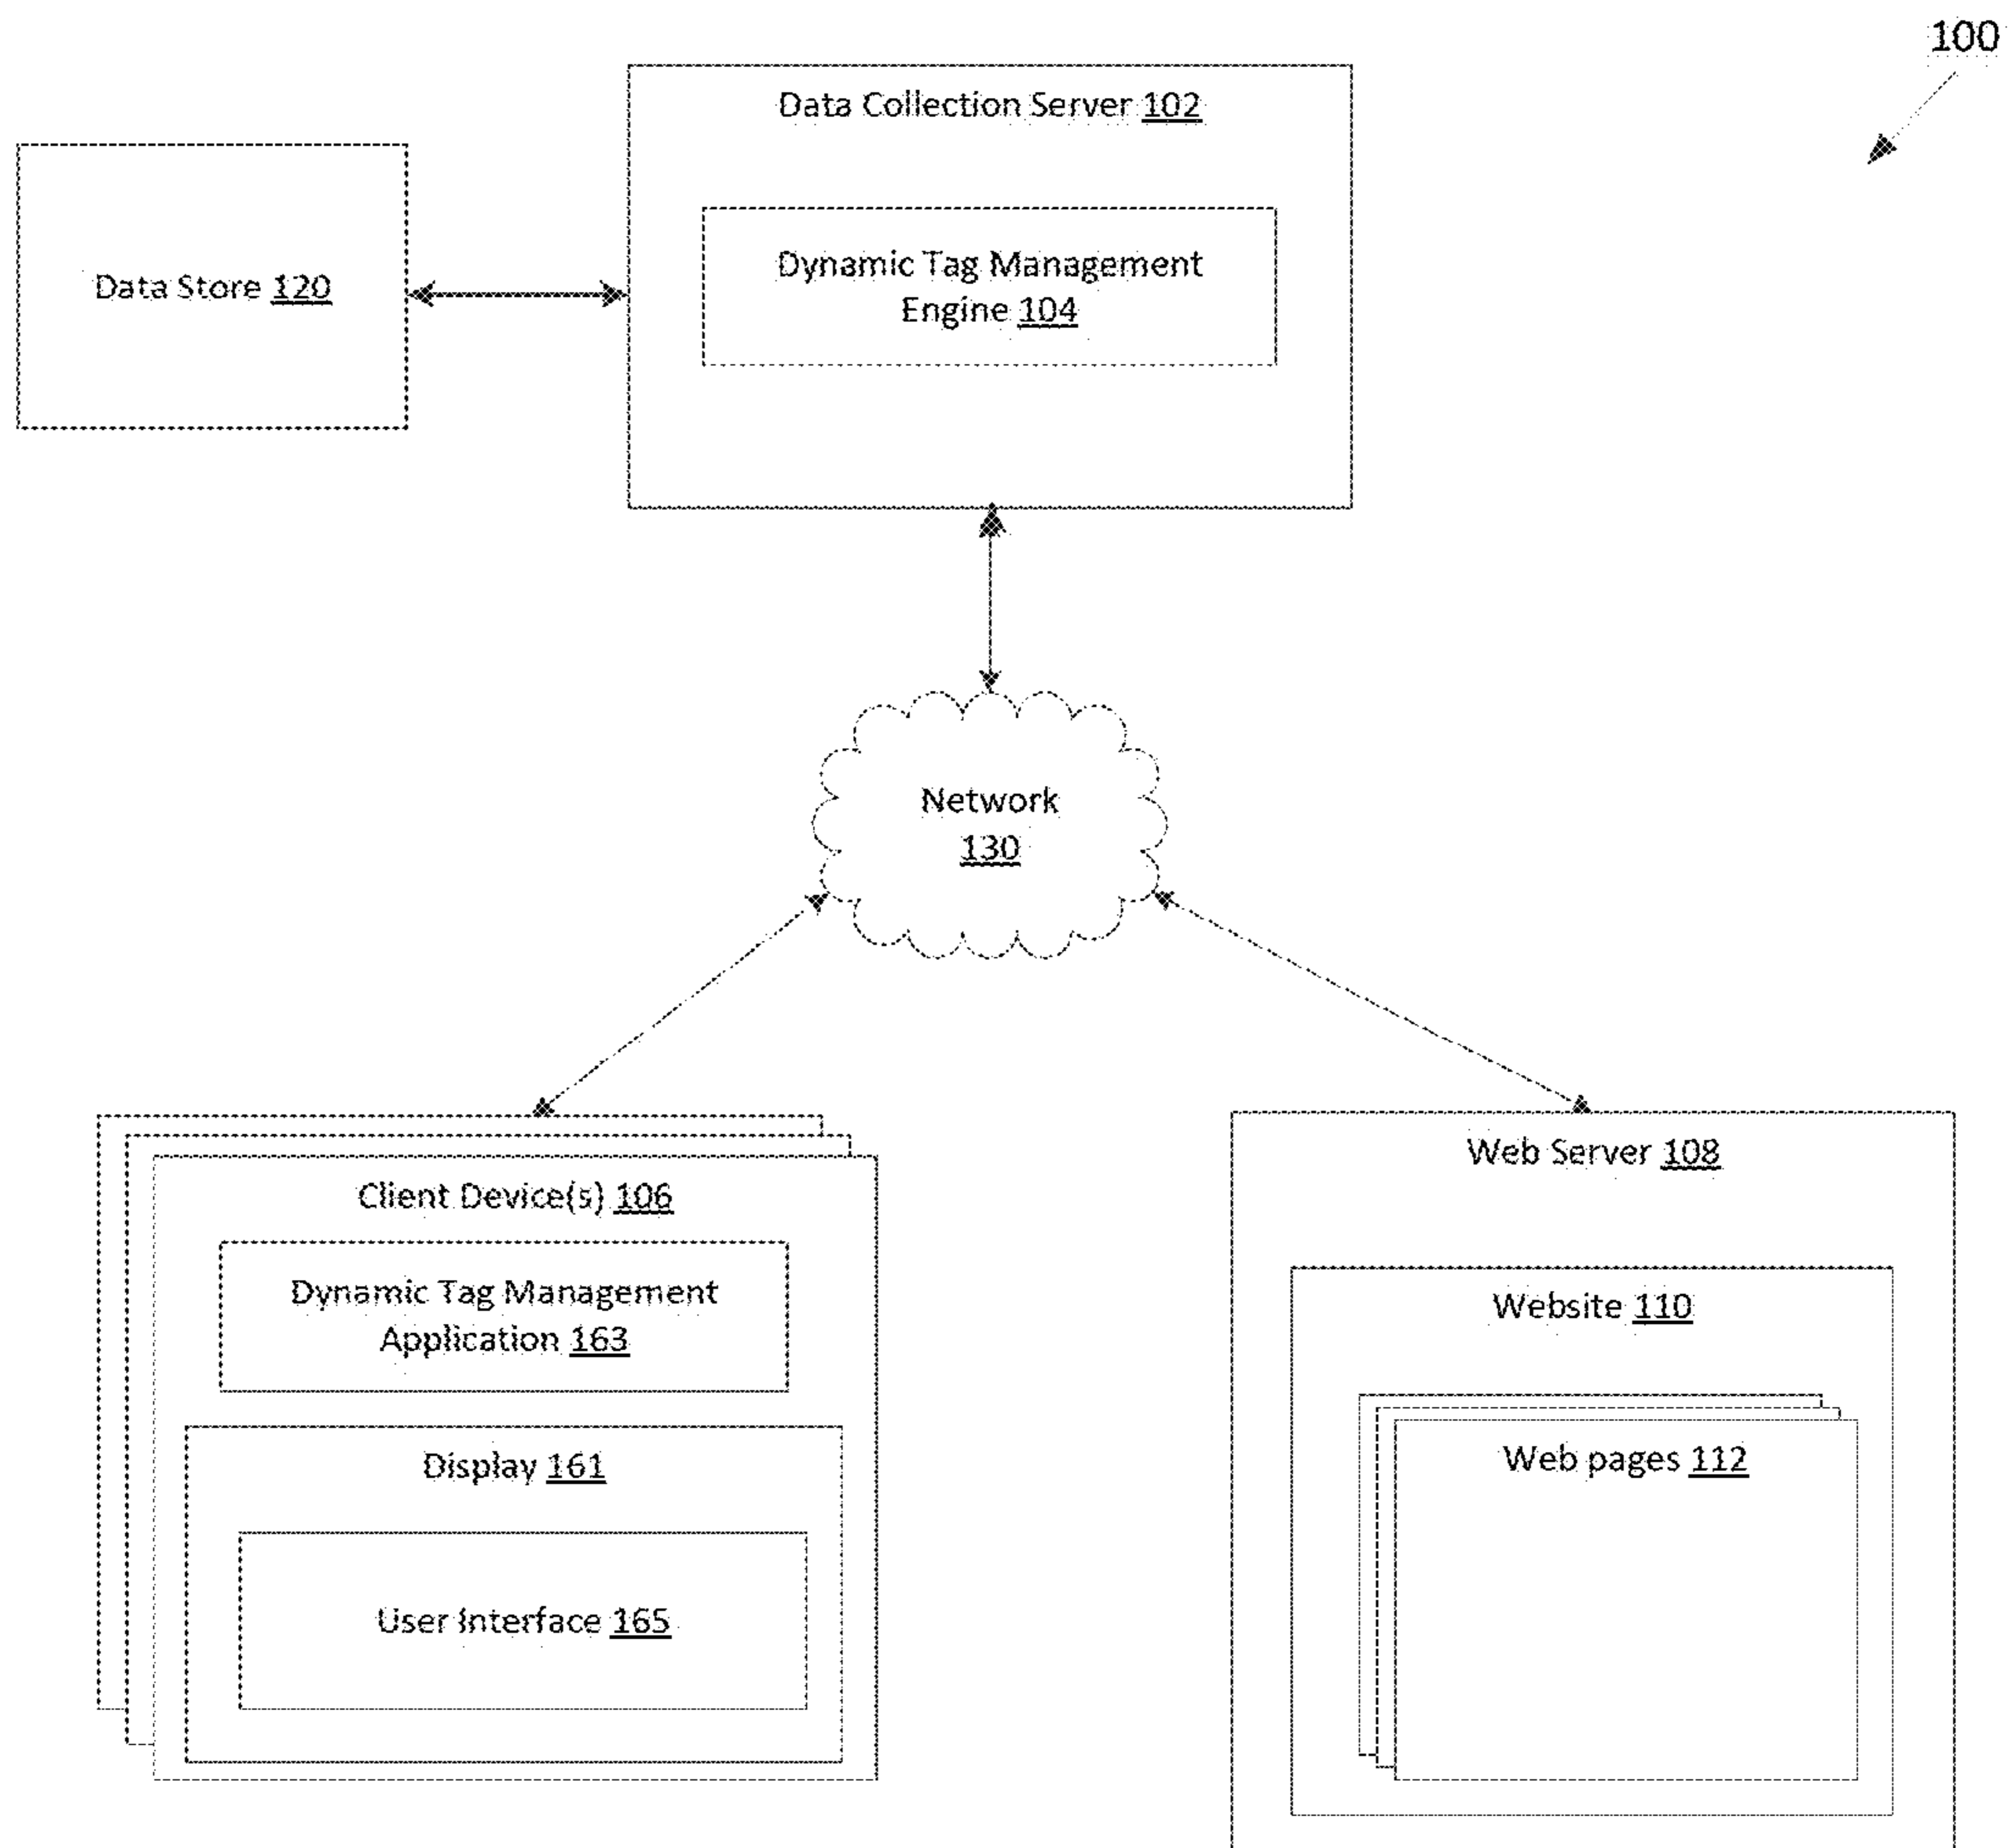 100
Data Collection Server 102
Dynamic Tag Management
Engine 104
Data Store 120
Network
130
Client Device(s) 106
Dynamic Tag Management
Application 163
Display 161
User Interface 165
Web Server 108
Website 110
Web pages 112